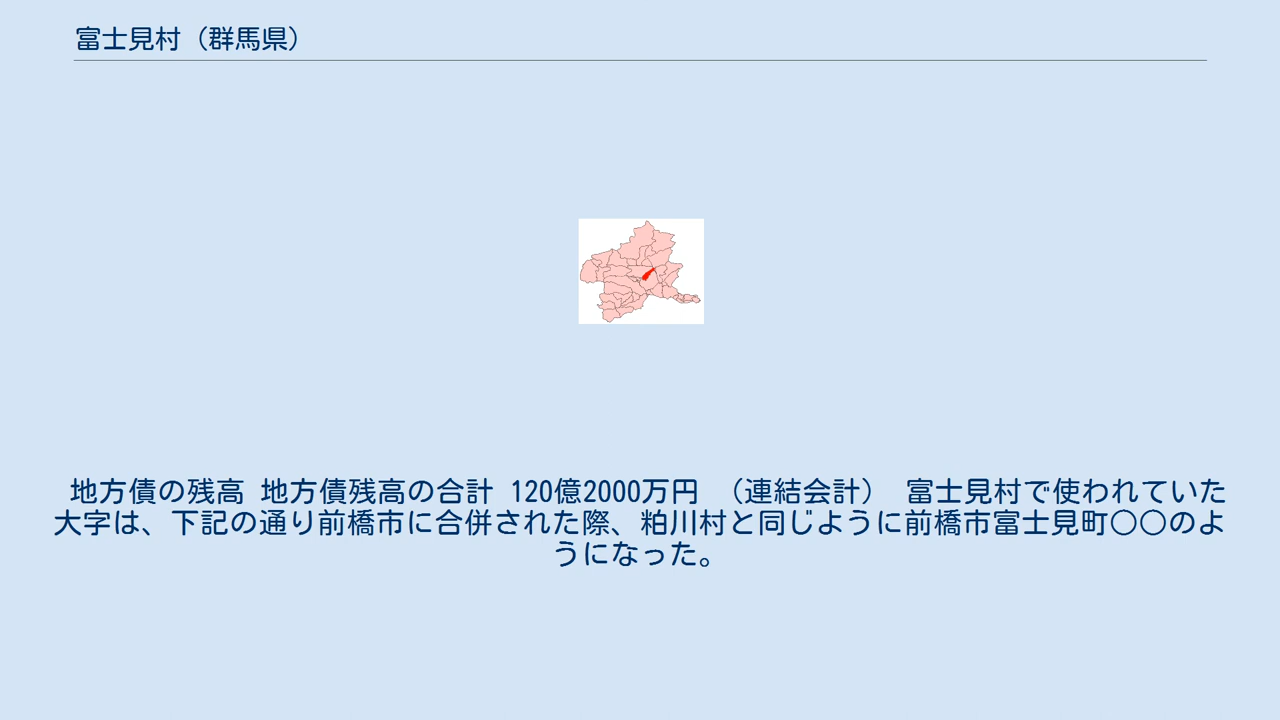 富士見村（群馬県）
地方債の残高 地方債残高の合計 120億2000万円 （連結会計） 富士見村で使われていた
大字は、下記の通り前橋市に合併された際、粕川村と同じように前橋市富士見町○○のよ
うになった。